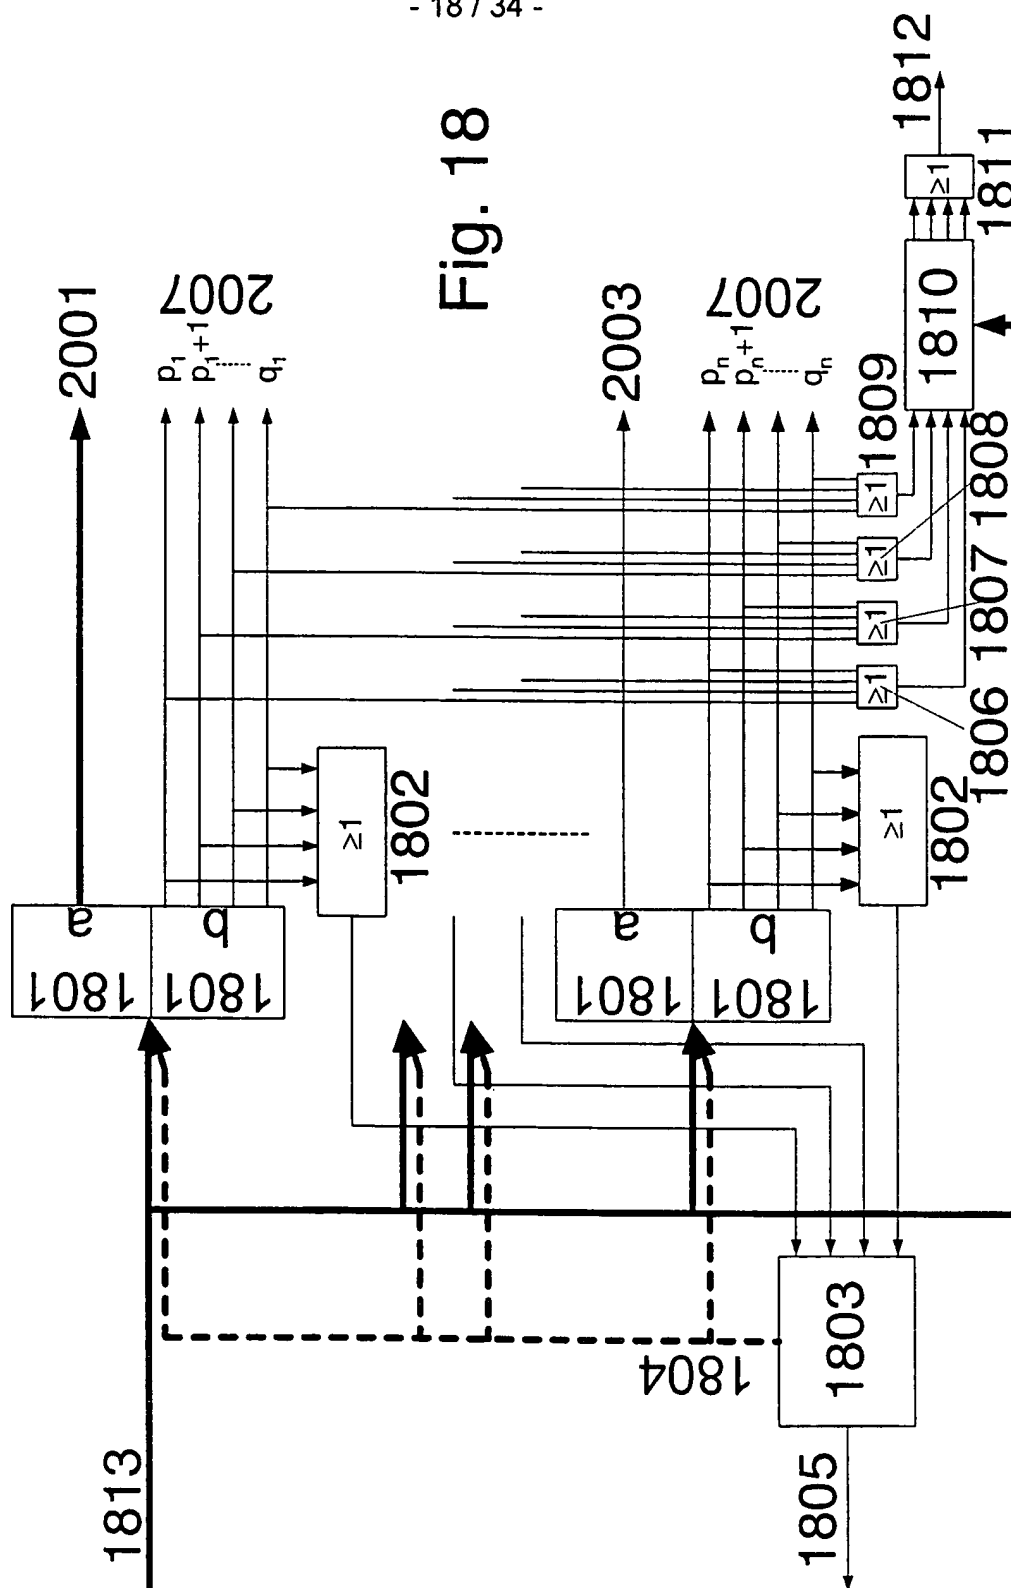 - 18 / 34 -
Fig. 18
1812
1811
≥1
1810
1809
1808
1807
1806
≥1
≥1
≥1
≥1
2001
2007
p₁
p₁+1
......
q₁
2003
2007
pₙ
pₙ+1
......
qₙ
1801 a
1801 b
≥1
1802
1801 a
1801 b
≥1
1802
1804
1803
1813
1805